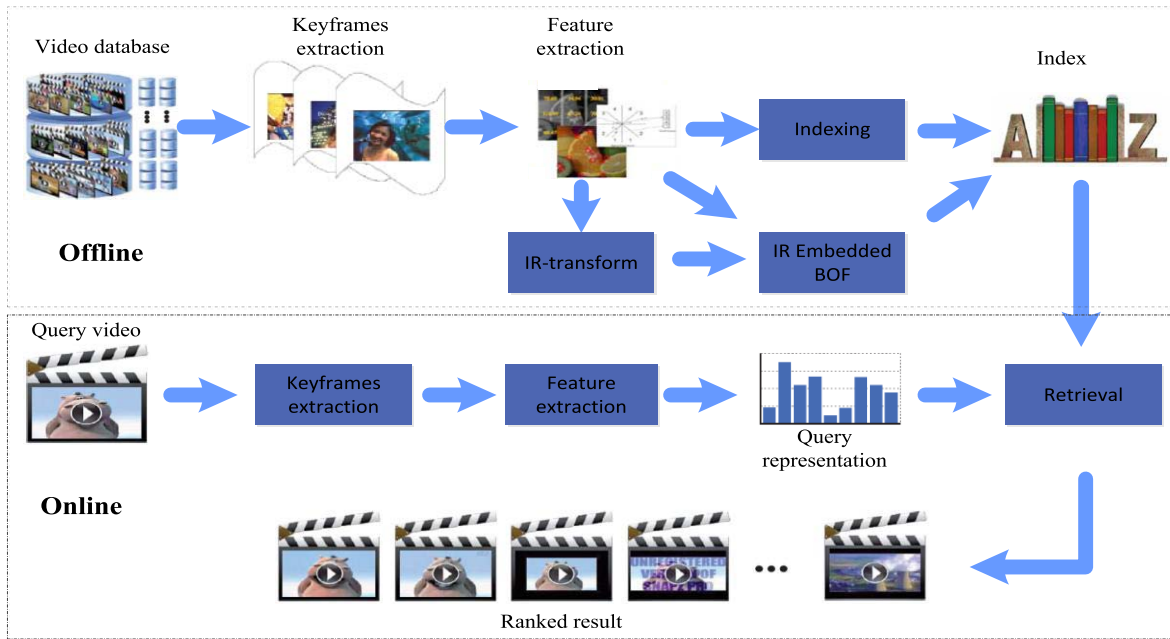 Video database
Keyframes
extraction
Feature
extraction
Index
Indexing
A Z
Offline
IR-transform
IR Embedded
BOF
Query video
Keyframes
extraction
Feature
extraction
Query
representation
Retrieval
Online
UNREGISTERED
Ranked result